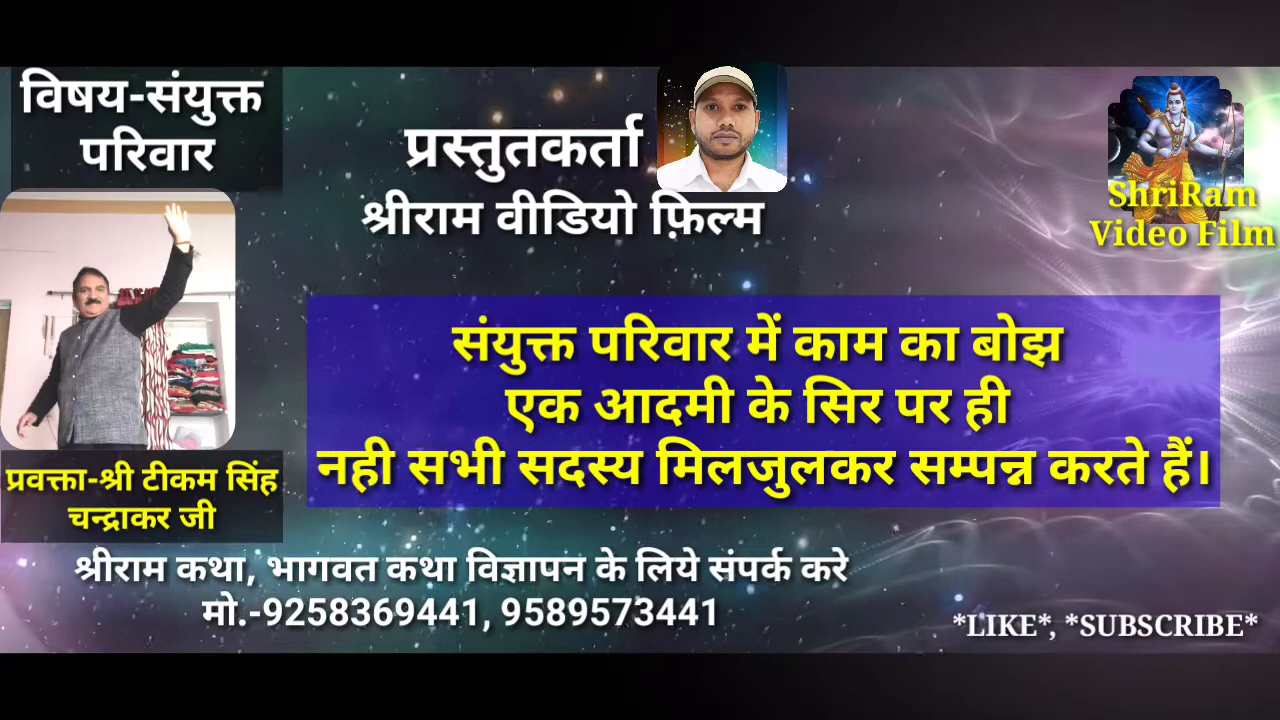 विषय-संयुक्त
परिवार
प्रस्तुतकर्ता
श्रीराम वीडियो फ़िल्म
ShriRam
Video Film
संयुक्त परिवार में काम का बोझ
एक आदमी के सिर पर ही
नही सभी सदस्य मिलजुलकर सम्पन्न करते हैं।
प्रवक्ता-श्री टीकम सिंह
चन्द्राकर जी
श्रीराम कथा, भागवत कथा विज्ञापन के लिये संपर्क करे
मो.-9258369441, 9589573441
*LIKE*, *SUBSCRIBE*